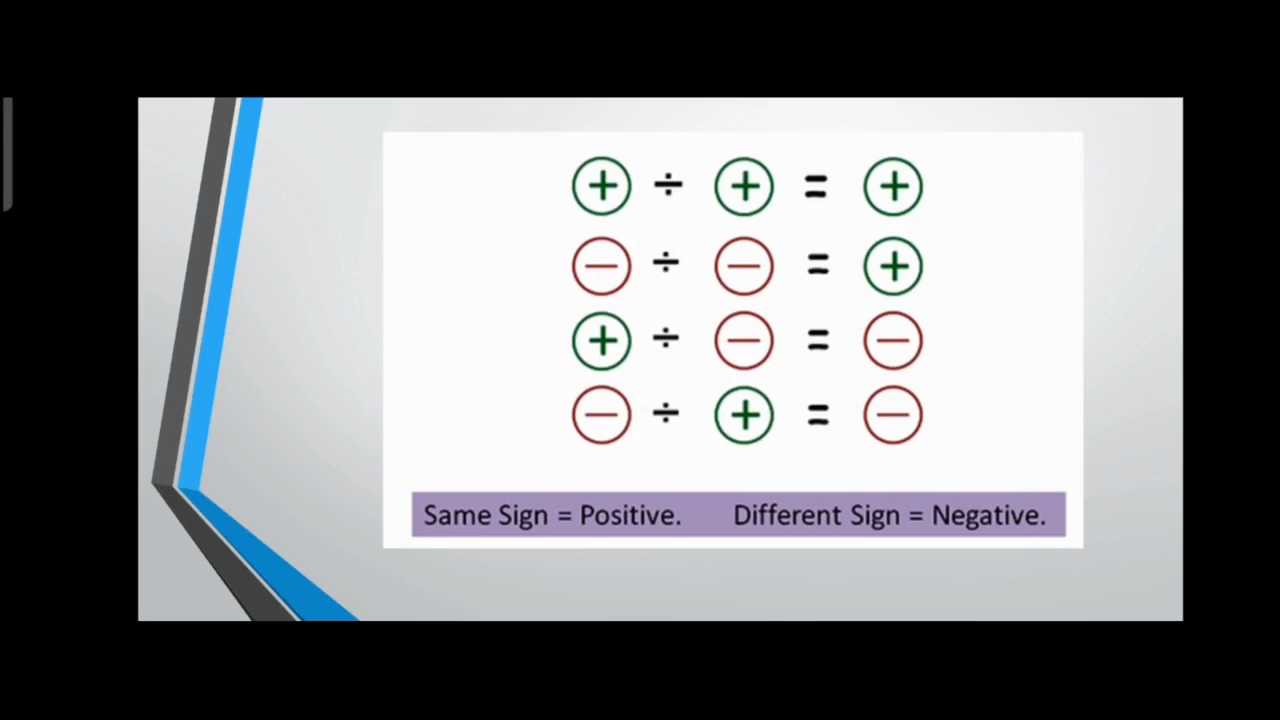 + ÷ + = +
− ÷ − = +
+ ÷ − = −
− ÷ + = −
Same Sign = Positive. Different Sign = Negative.